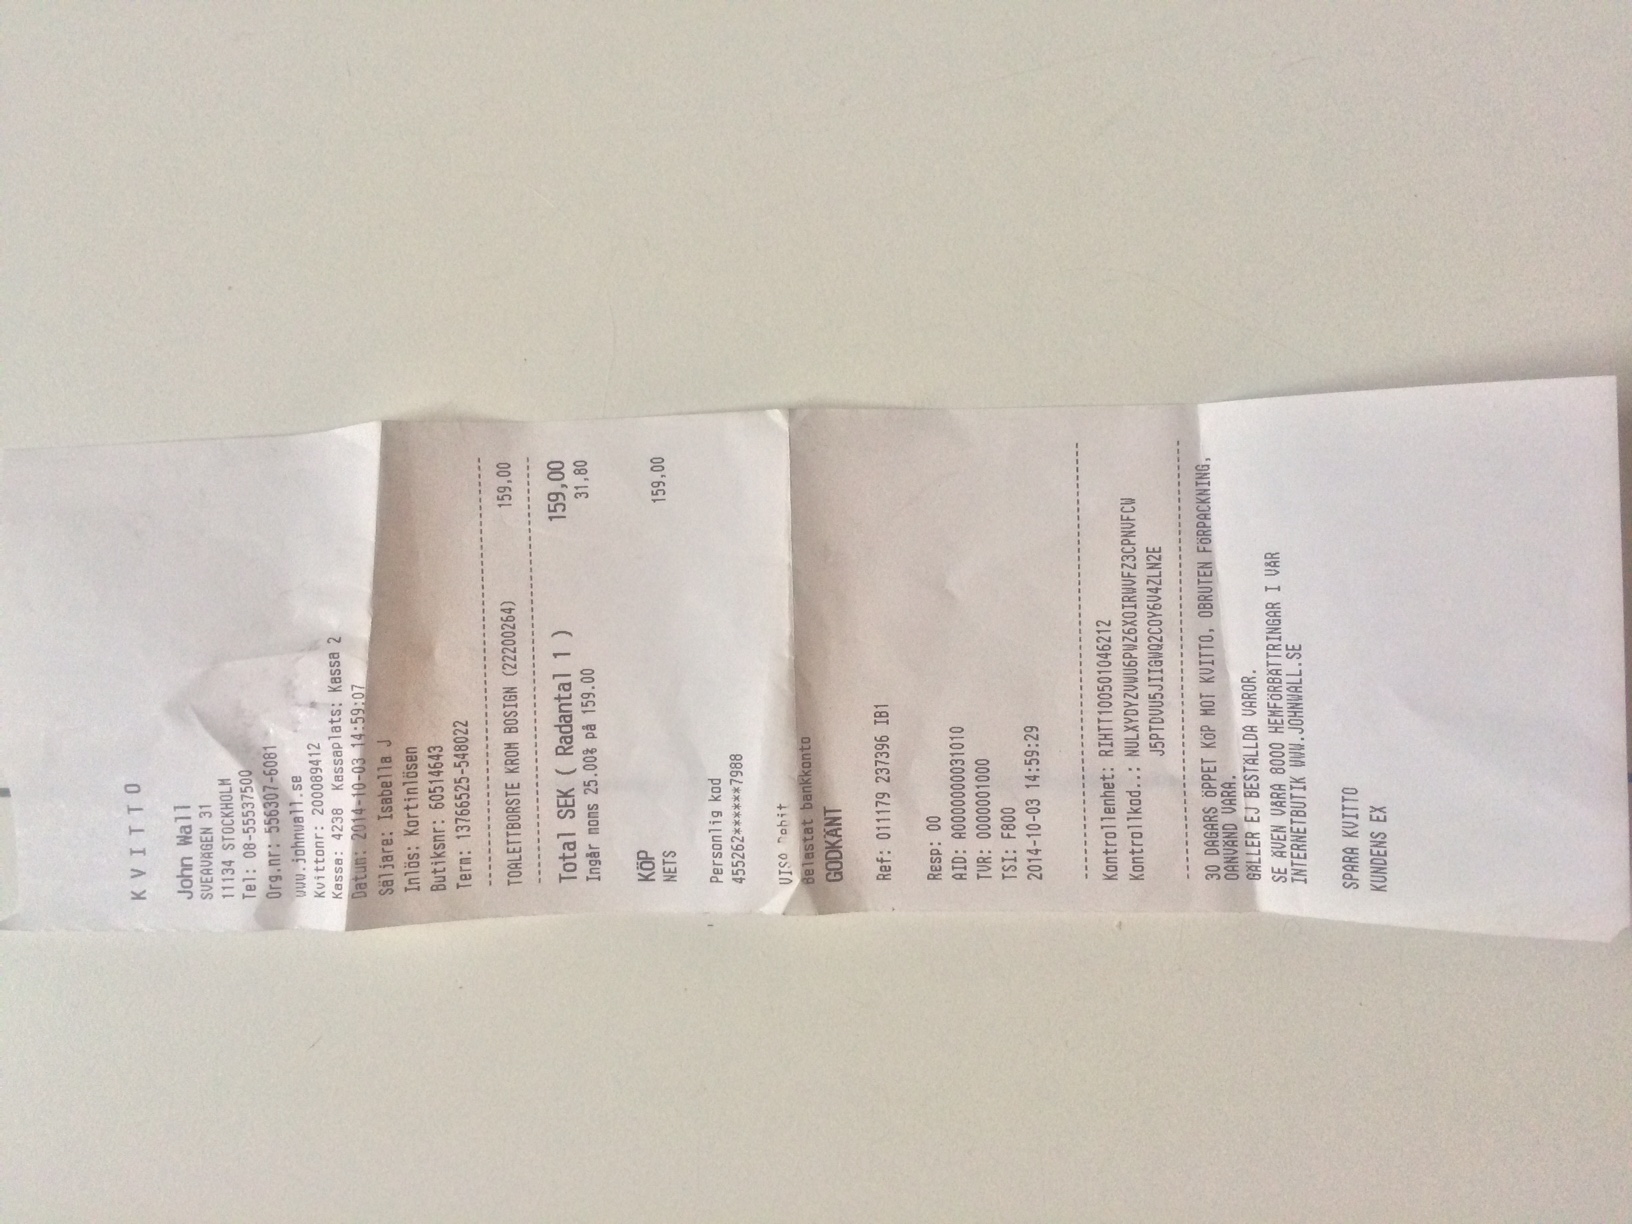 KVITTO
John Wall
SVEAVÄGEN 31
11134 STOCKHOLM
Tel: 08-55537500
Org.nr: 556307-6081
www.johnwall.se
Kvittonr: 200089412
Kassa: 4238 Kassaplats: Kassa 2
Datum: 2014-10-03 14:59:07
Säljare: Isabella J
Inlös: Kortinlösen
Butiksnr: 60514643
Term: 13766525-548022
TOALETTBORSTE KROM BOSIGN (22200264) 159,00
Total SEK ( Radantal 1 ) 159,00
Ingår moms 25.00% på 159.00 31,80
KÖP
NETS 159,00
Personlig kod
455262******7988
VISA Debit
Belastat bankkonto
GODKÄNT
Ref: 011179 237396 IB1
Resp: 00
AID: A0000000031010
TVR: 0000001000
TSI: F800
2014-10-03 14:59:29
Kontrollenhet: RIHTT100501046212
Kontrollkod..: NULXYDYZVWU6PWZ6XOIRWVFZ3CPNVFCW
J5PTDVU5JIIGWQ2COY6V4ZLN2E
30 DAGARS ÖPPET KÖP MOT KVITTO, OBRUTEN FÖRPACKNING,
OANVÄND VARA.
GÄLLER EJ BESTÄLLDA VAROR.
SE ÄVEN VÅRA 8000 HEMFÖRBÄTTRINGAR I VÅR
INTERNETBUTIK WWW.JOHNWALL.SE
SPARA KVITTO
KUNDENS EX